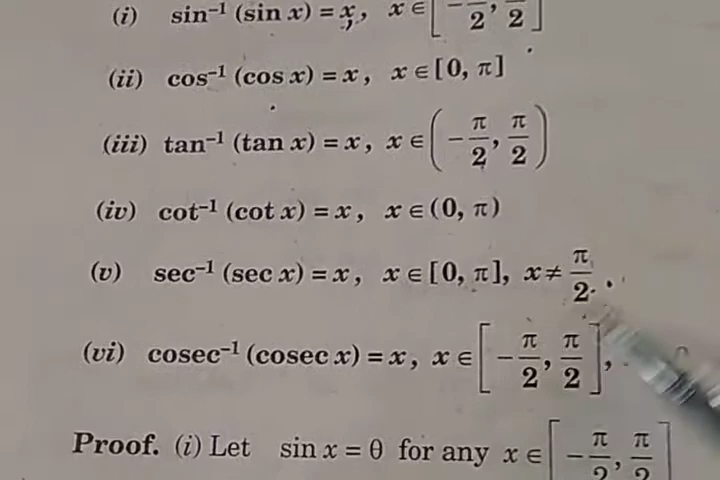 (i) sin⁻¹ (sin x) = x, x ∈ [−π/2, π/2]
(ii) cos⁻¹ (cos x) = x, x ∈ [0, π]
(iii) tan⁻¹ (tan x) = x, x ∈ (−π/2, π/2)
(iv) cot⁻¹ (cot x) = x, x ∈ (0, π)
(v) sec⁻¹ (sec x) = x, x ∈ [0, π], x ≠ π/2.
(vi) cosec⁻¹ (cosec x) = x, x ∈ [−π/2, π/2],
Proof. (i) Let sin x = θ for any x ∈ [−π/2, π/2]